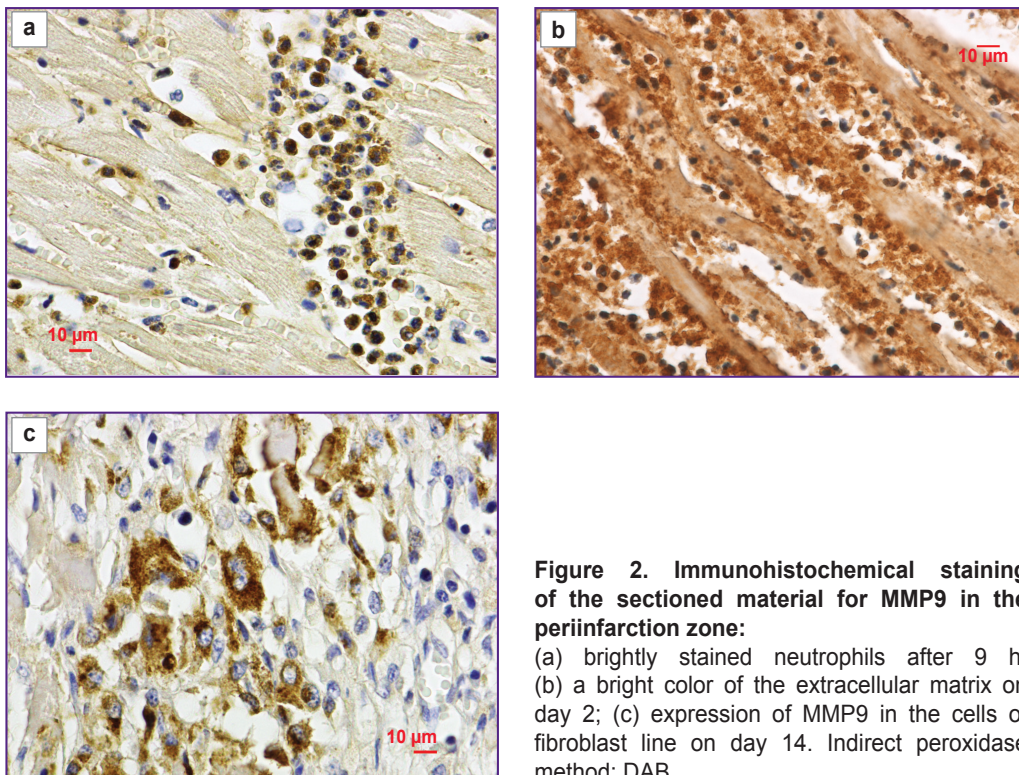 a
10 µm
b
10 µm
c
10 µm
Figure 2. Immunohistochemical staining
of the sectioned material for MMP9 in the
periinfarction zone:
(a) brightly stained neutrophils after 9 h
(b) a bright color of the extracellular matrix
day 2; (c) expression of MMP9 in the cells
fibroblast line on day 14. Indirect peroxidase
method; DAB